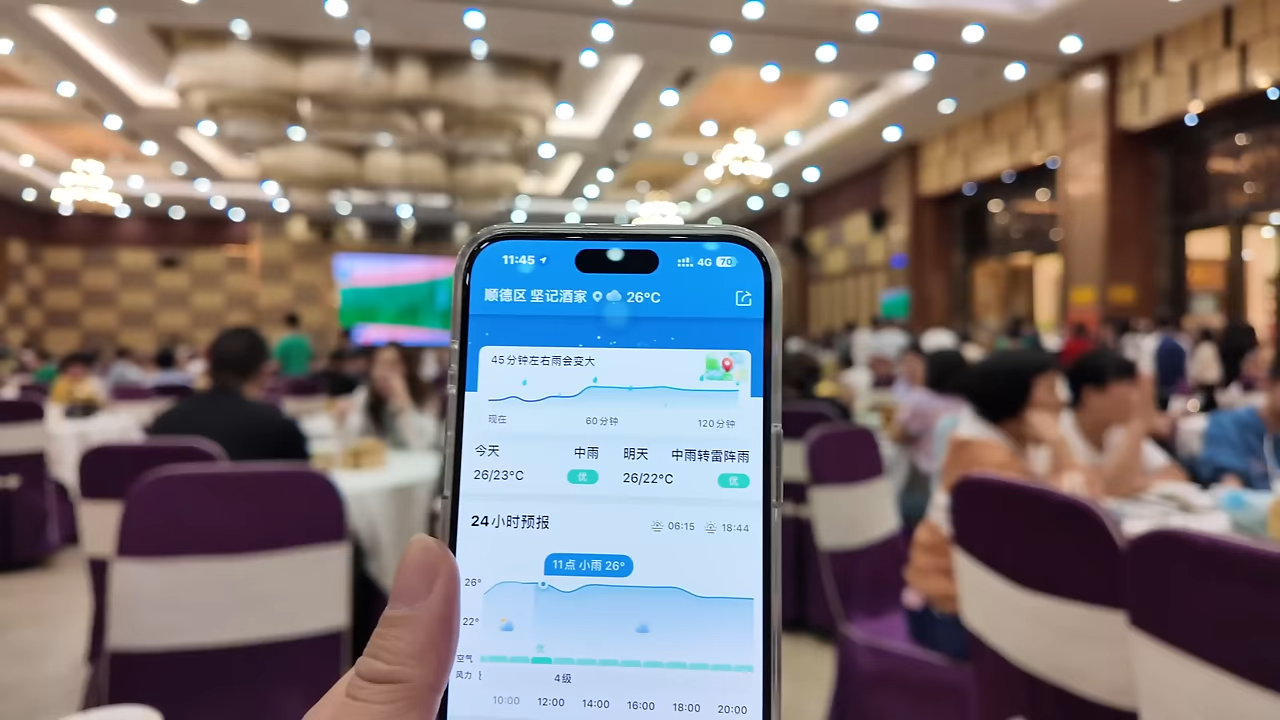 11:45 4G 70
顺德区 坚记酒家 26°C
45分钟左右雨会变大
现在 60分钟 120分钟
今天 中雨 明天 中雨转雷阵雨
26/23°C 优 26/22°C 优
24小时预报 06:15 18:44
11点 小雨 26°
26°
22°
优
空气
风力 4级
10:00 12:00 14:00 16:00 18:00 20:00